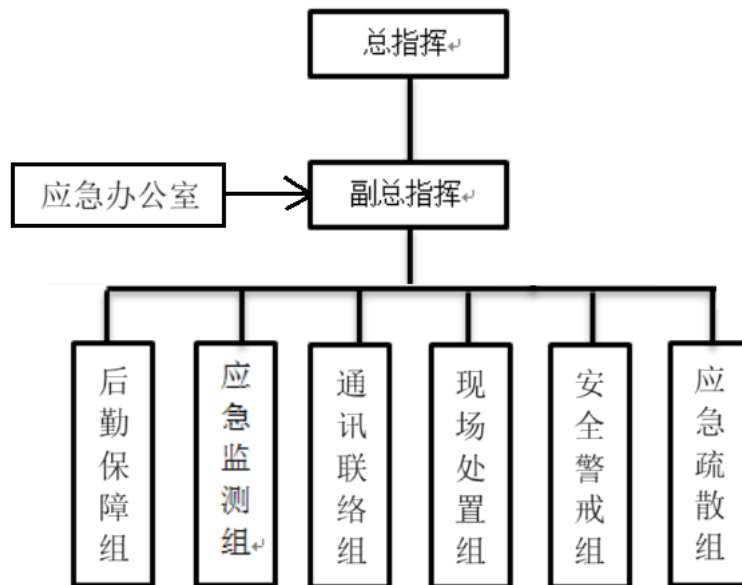 总指挥
应急办公室
副总指挥
后勤保障组
应急监测组
通讯联络组
现场处置组
安全警戒组
应急疏散组